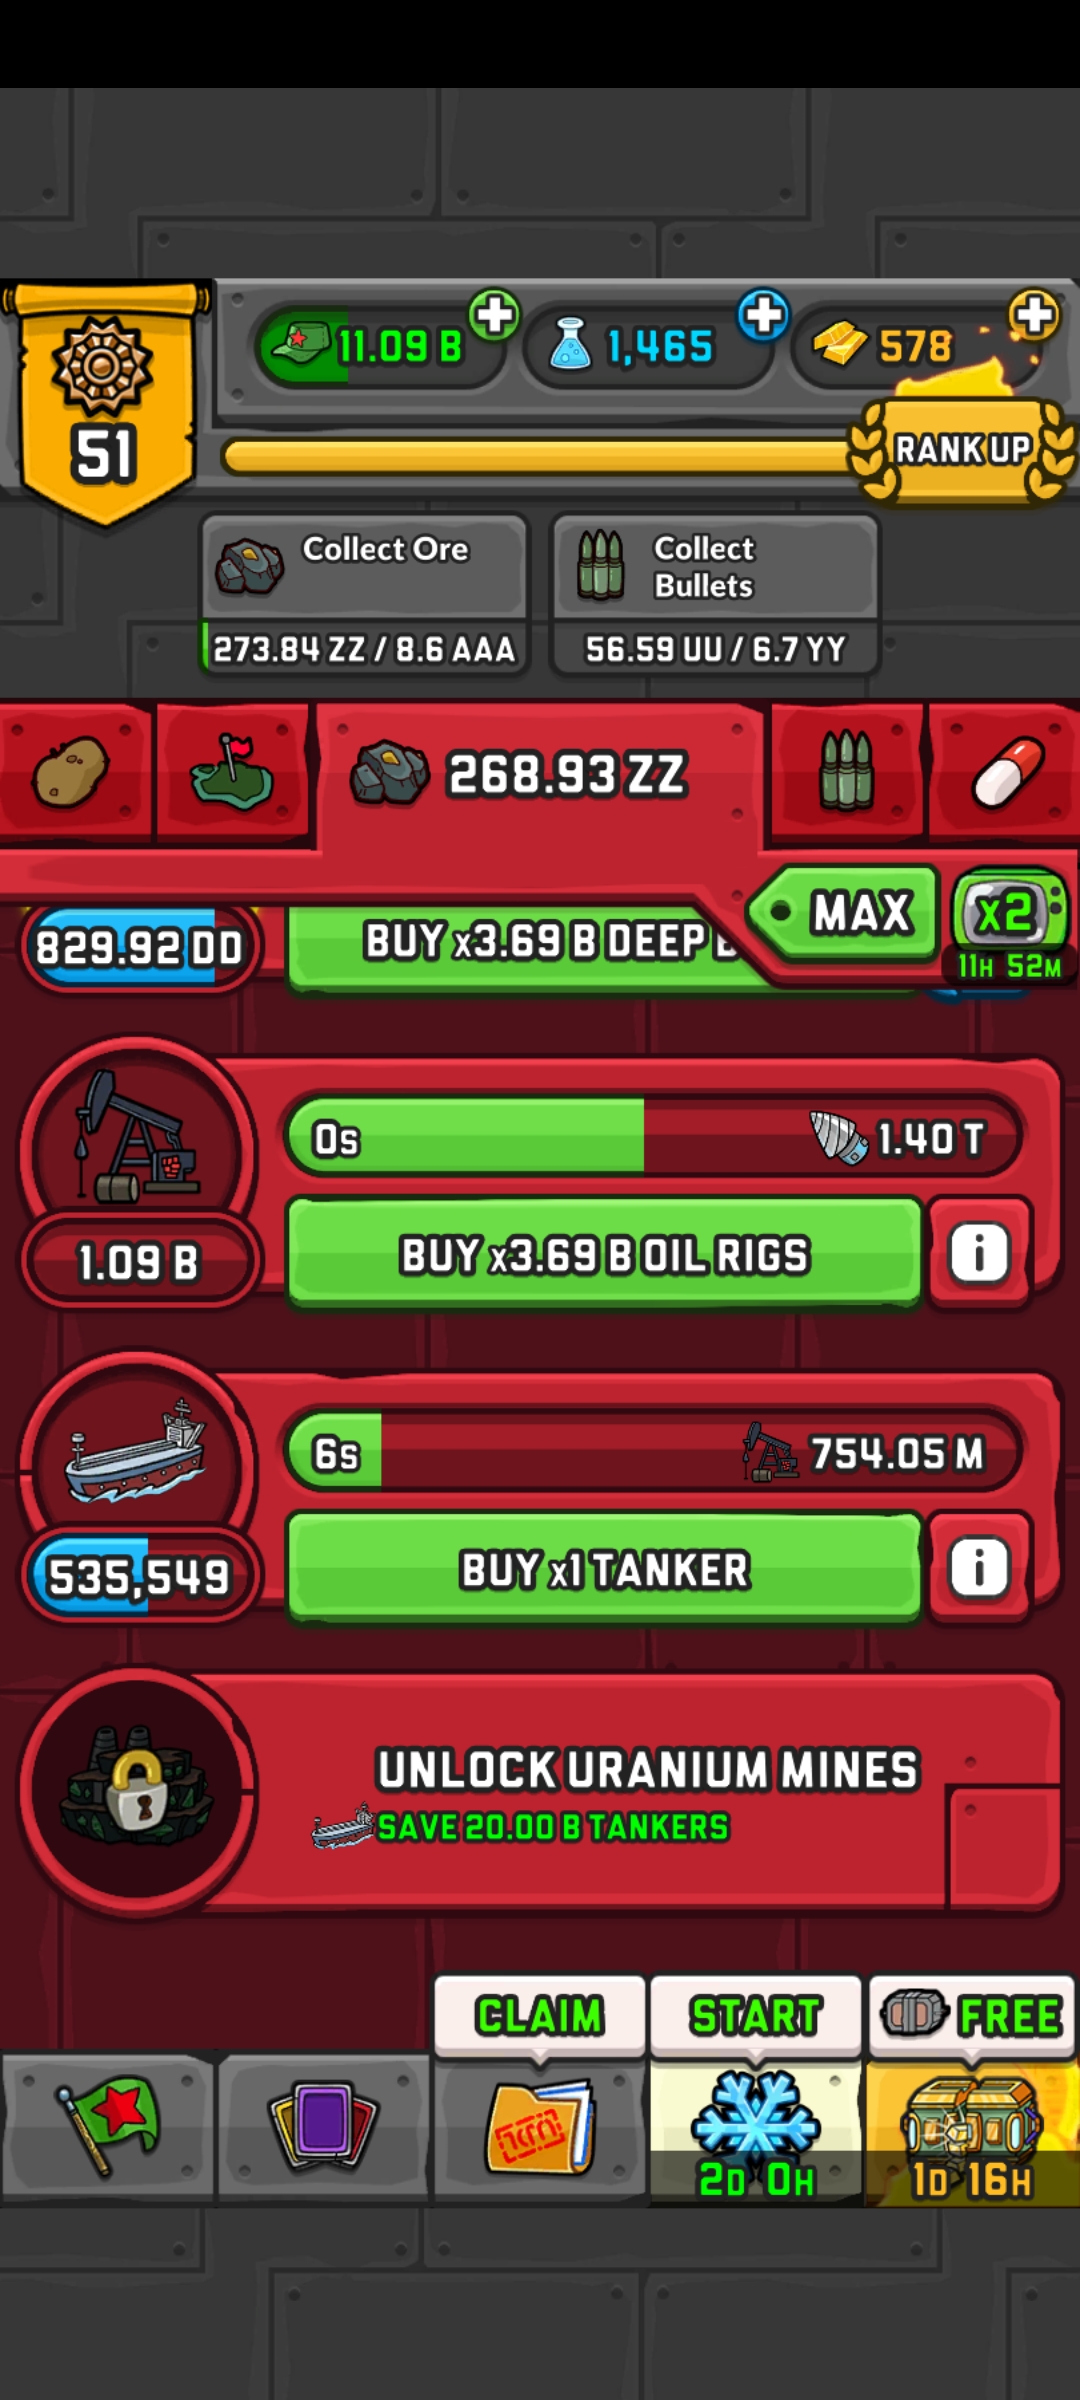 11.09 B
1,465
578
51
RANK UP
Collect Ore
273.84 ZZ / 8.6 AAA
Collect
Bullets
56.59 UU / 6.7 YY
268.93 ZZ
MAX
x2
11H 52M
829.92 DD
BUY x3.69 B DEEP
0s
1.40 T
1.09 B
BUY x3.69 B OIL RIGS
i
6s
754.05 M
535,549
BUY x1 TANKER
i
UNLOCK URANIUM MINES
SAVE 20.00 B TANKERS
CLAIM
START
FREE
2D 0H
1D 16H